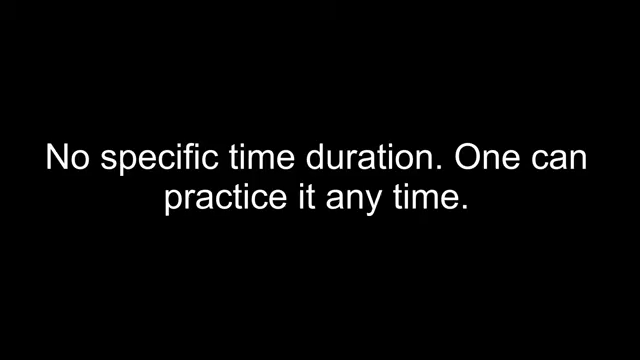 No specific time duration. One can
practice it any time.